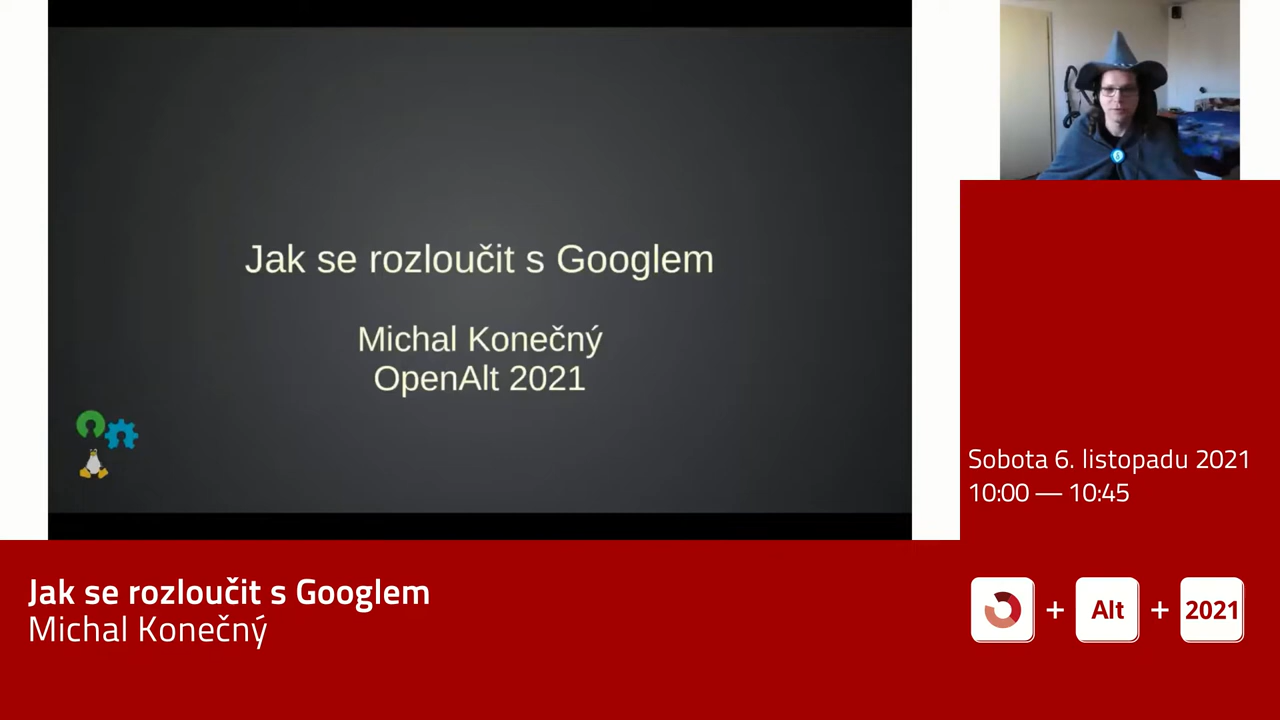 Jak se rozloučit s Googlem
Michal Konečný
OpenAlt 2021
Sobota 6. listopadu 2021
10:00 — 10:45
Jak se rozloučit s Googlem
Michal Konečný
+ Alt + 2021